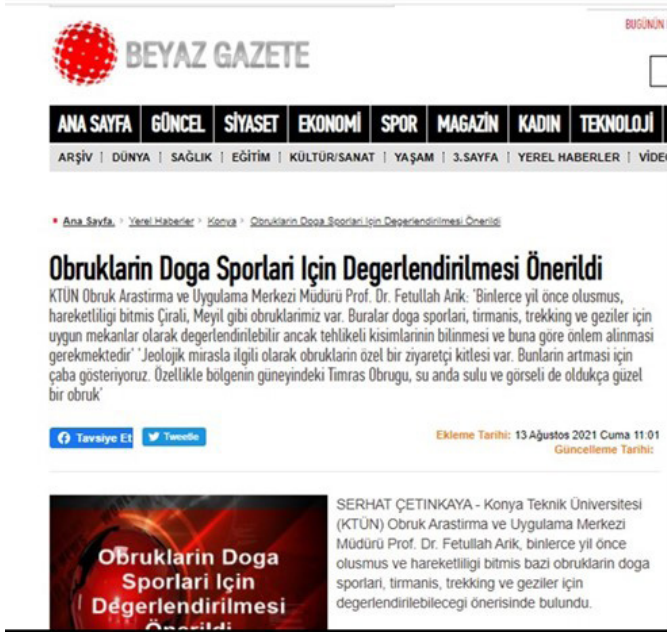 BUGÜNÜN
BEYAZ GAZETE
ANA SAYFA GÜNCEL SİYASET EKONOMİ SPOR MAGAZİN KADIN TEKNOLOJİ
ARŞİV DÜNYA SAĞLIK EĞİTİM KÜLTÜR/SANAT YAŞAM 3.SAYFA YEREL HABERLER VİDE
Ana Sayfa. > Yerel Haberler > Konya > Obruklarin Doga Sporlari Için Degerlendirilmesi Önerildi
Obruklarin Doga Sporlari Için Degerlendirilmesi Önerildi
KTÜN Obruk Arastirma ve Uygulama Merkezi Müdürü Prof. Dr. Fetullah Arik: 'Binlerce yil önce olusmus,
hareketliligi bitmis Çirali, Meyil gibi obruklarimiz var. Buralar doga sporlari, tirmanis, trekking ve geziler için
uygun mekanlar olarak degerlendirilebilir ancak tehlikeli kisimlarinin bilinmesi ve buna göre önlem alinmasi
gerekmektedir' 'Jeolojik mirasla ilgili olarak obruklarin özel bir ziyaretçi kitlesi var. Bunlarin artmasi için
çaba gösteriyoruz. Özellikle bölgenin güneyindeki Timras Obrugu, su anda sulu ve görseli de oldukça güzel
bir obruk'
Tavsiye Et Tweetle
Ekleme Tarihi: 13 Ağustos 2021 Cuma 11:01
Güncelleme Tarihi:
Obruklarin Doga
Sporlari Için
Degerlendirilmesi
Önerildi
SERHAT ÇETINKAYA - Konya Teknik Üniversitesi
(KTÜN) Obruk Arastirma ve Uygulama Merkezi
Müdürü Prof. Dr. Fetullah Arik, binlerce yil önce
olusmus ve hareketliligi bitmis bazi obruklarin doga
sporlari, tirmanis, trekking ve geziler için
degerlendirilebilecegi önerisinde bulundu.